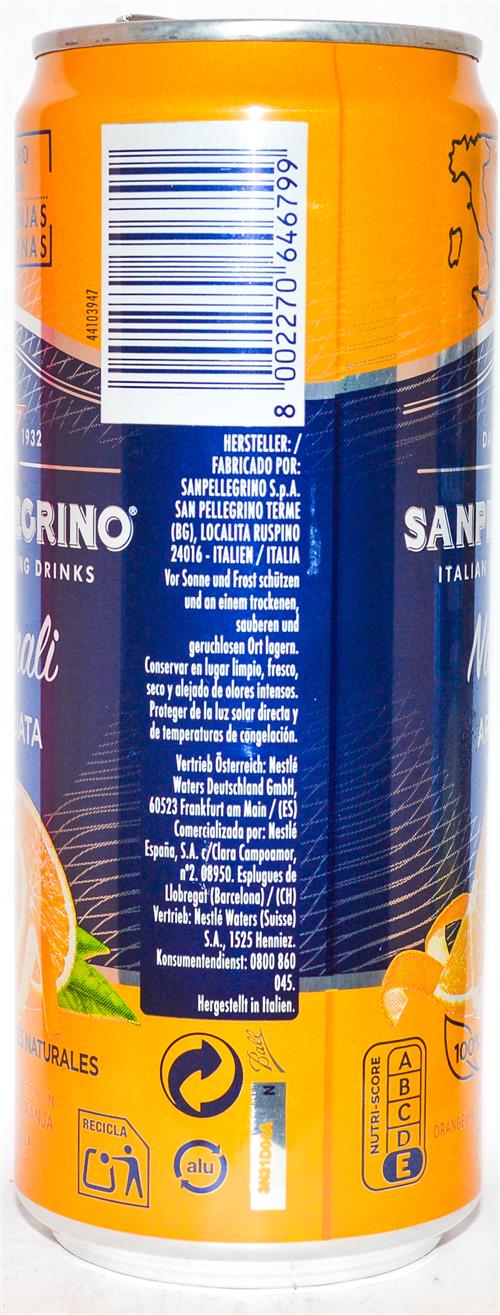 44103947
8 002270 646799
1932
HERSTELLER: /
FABRICADO POR:
SANPELLEGRINO S.p.A.
SAN PELLEGRINO TERME
(BG), LOCALITA RUSPINO
24016 - ITALIEN / ITALIA
Vor Sonne und Frost schützen
und an einem trockenen,
sauberen und
geruchlosen Ort lagern.
Conservar en lugar limpio, fresco,
seco y alejado de olores intensos.
Proteger de la luz solar directa y
de temperaturas de congelación.
Vertrieb Österreich: Nestlé
Waters Deutschland GmbH,
60523 Frankfurt am Main / (ES)
Comercializada por: Nestlé
España, S.A. c/Clara Campoamor,
nº2. 08950. Esplugues de
Llobregat (Barcelona) / (CH)
Vertrieb: Nestlé Waters (Suisse)
S.A., 1525 Henniez.
Konsumentendienst: 0800 860
045.
Hergestellt in Italien.
DRINKS
ITALIAN
NATURALES
RECICLA
alu
Ball
N
NUTRI-SCORE
A
B
C
D
E
100%